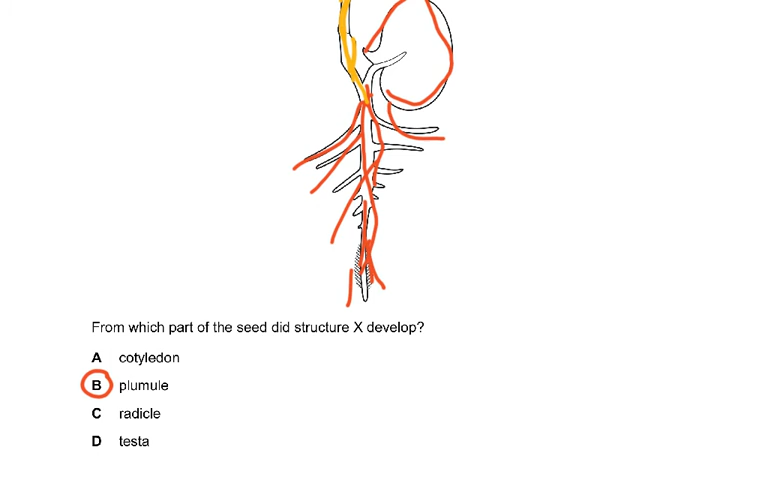 From which part of the seed did structure X develop?
A cotyledon
B plumule
C radicle
D testa